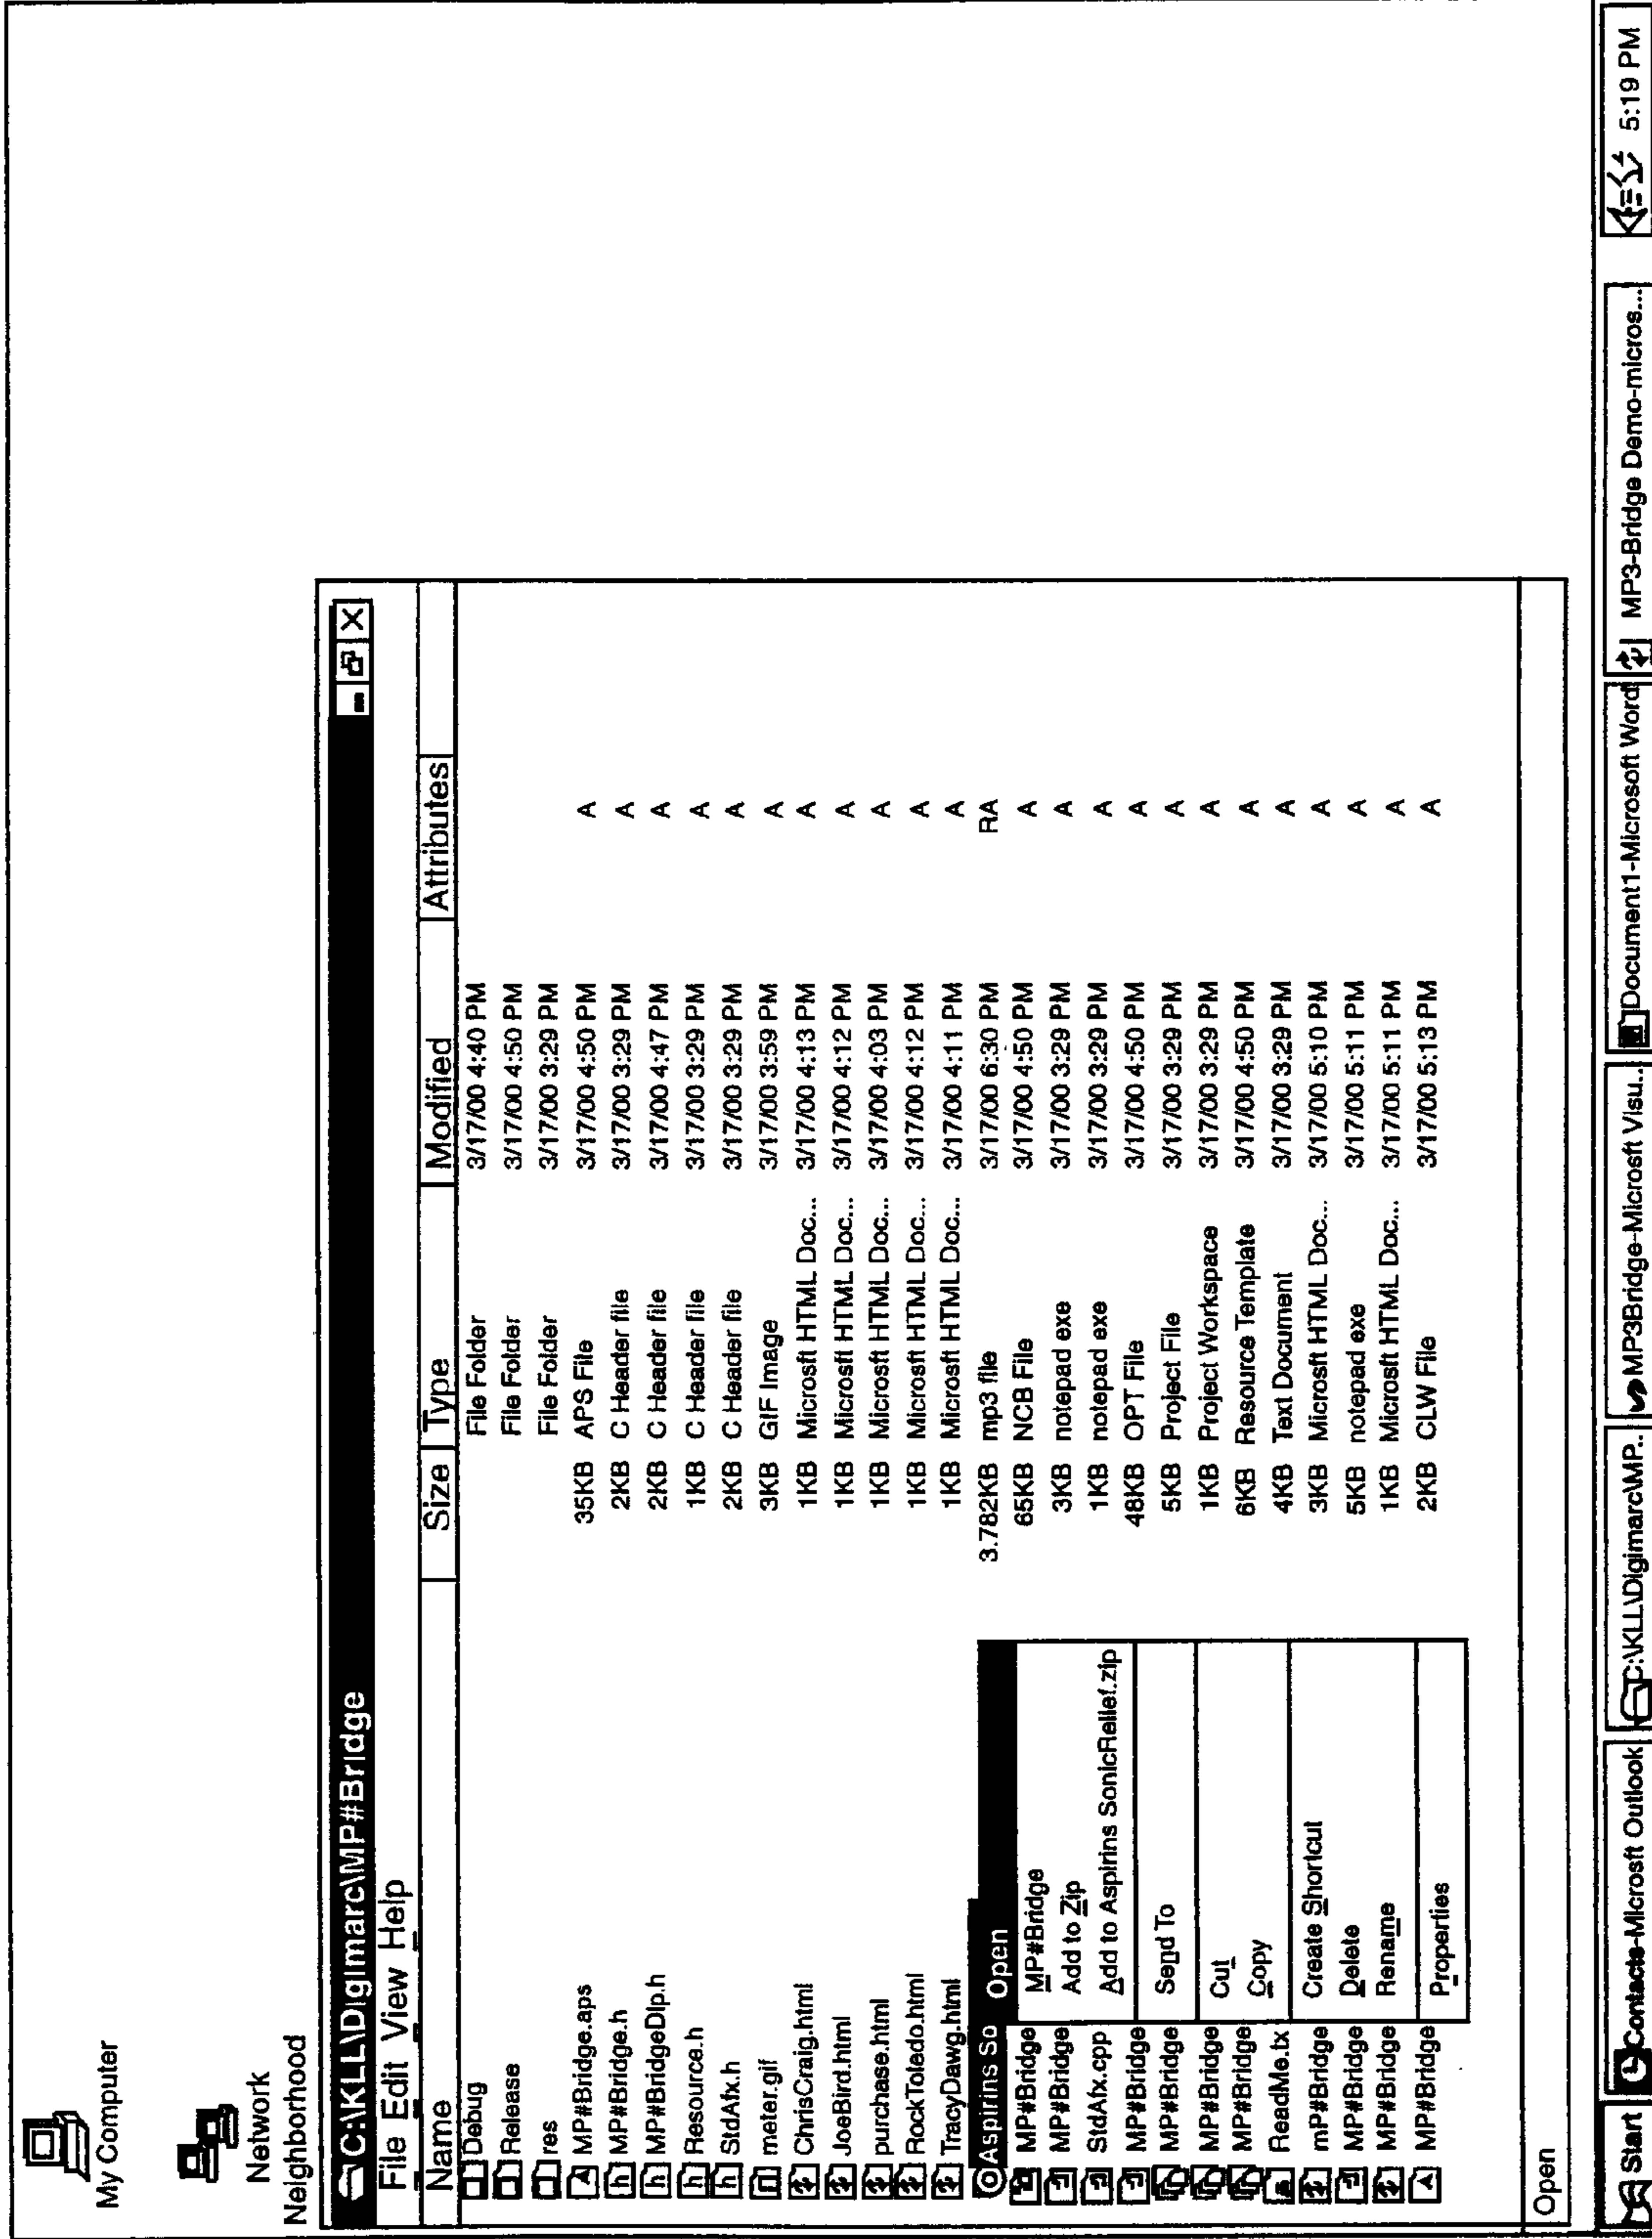 My Computer
Network
Neighborhood
C:\KLL\Digimarc\MP#Bridge
File Edit View Help
Name Size Type Modified Attributes
Debug File Folder 3/17/00 4:40 PM
Release File Folder 3/17/00 4:50 PM
res File Folder 3/17/00 3:29 PM
MP#Bridge.aps 35KB APS File 3/17/00 4:50 PM A
MP#Bridge.h 2KB C Header file 3/17/00 3:29 PM A
MP#BridgeDlp.h 2KB C Header file 3/17/00 4:47 PM A
Resource.h 1KB C Header file 3/17/00 3:29 PM A
StdAfx.h 2KB C Header file 3/17/00 3:29 PM A
meter.gif 3KB GIF Image 3/17/00 3:59 PM A
ChrisCraig.html 1KB Microsft HTML Doc... 3/17/00 4:13 PM A
JoeBird.html 1KB Microsft HTML Doc... 3/17/00 4:12 PM A
purchase.html 1KB Microsft HTML Doc... 3/17/00 4:03 PM A
RockToledo.html 1KB Microsft HTML Doc... 3/17/00 4:12 PM A
TracyDawg.html 1KB Microsft HTML Doc... 3/17/00 4:11 PM A
Aspirins So Open 3.782KB mp3 file 3/17/00 6:30 PM RA
MP#Bridge MP#Bridge 65KB NCB File 3/17/00 4:50 PM A
MP#Bridge Add to Zip 3KB notepad exe 3/17/00 3:29 PM A
StdAfx.cpp Add to Aspirins SonicRelief.zip 1KB notepad exe 3/17/00 3:29 PM A
MP#Bridge 48KB OPT File 3/17/00 4:50 PM A
MP#Bridge Send To 5KB Project File 3/17/00 3:29 PM A
MP#Bridge Cut 1KB Project Workspace 3/17/00 3:29 PM A
MP#Bridge Copy 6KB Resource Template 3/17/00 4:50 PM A
ReadMe.tx 4KB Text Document 3/17/00 3:29 PM A
mP#Bridge Create Shortcut 3KB Microsft HTML Doc... 3/17/00 5:10 PM A
MP#Bridge Delete 5KB notepad exe 3/17/00 5:11 PM A
MP#Bridge Rename 1KB Microsft HTML Doc... 3/17/00 5:11 PM A
MP#Bridge Properties 2KB CLW File 3/17/00 5:13 PM A
Open
Start Contacts-Microsft Outlook C:\KLL\Digimarc\MP.. MP3Bridge-Microsft Visu.. Document1-Microsoft Word MP3-Bridge Demo-micros... 5:19 PM